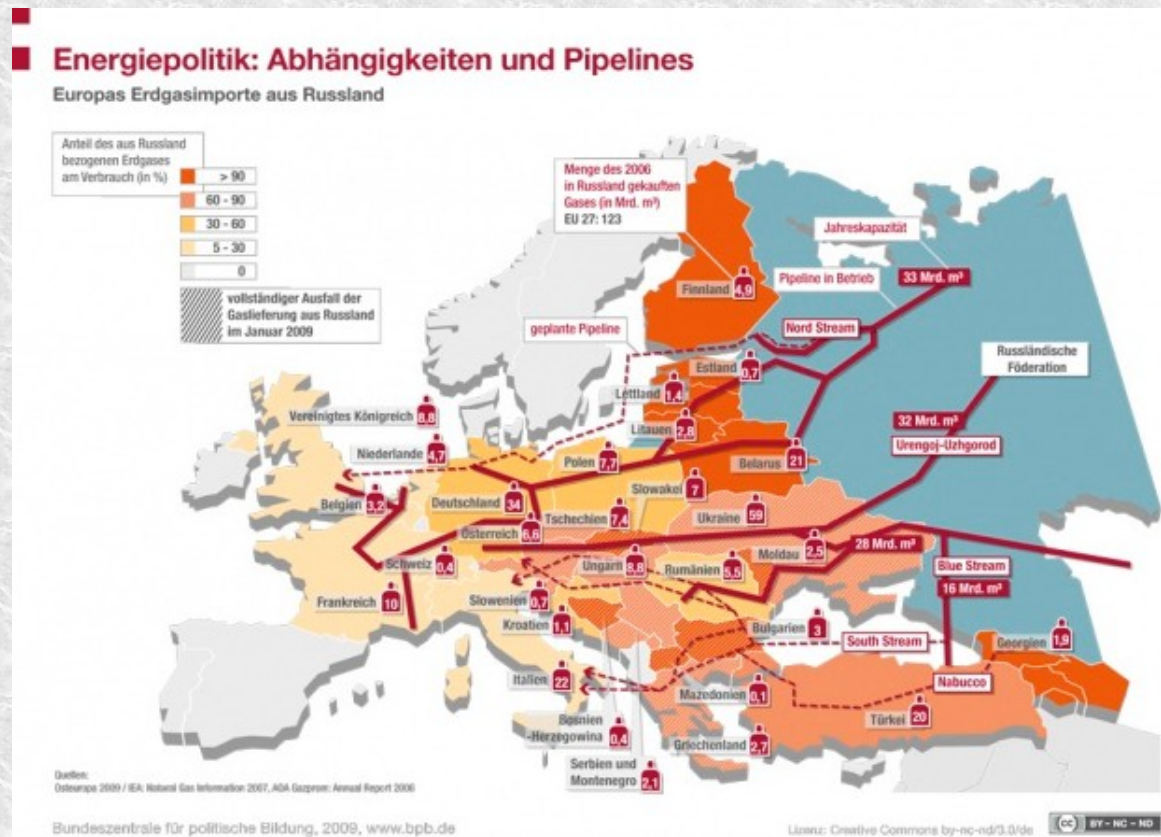 Energiepolitik: Abhängigkeiten und Pipelines
Europas Erdgasimporte aus Russland
Anteil des aus Russland
bezogenen Erdgases
am Verbrauch (in %)
> 90
60 - 90
30 - 60
5 - 30
0
vollständiger Ausfall der
Gaslieferung aus Russland
im Januar 2009
Menge des 2006
in Russland gekauften
Gases (in Mrd. m³)
EU 27: 123
Jahreskapazität
Pipeline in Betrieb
33 Mrd. m³
Finnland 4,9
geplante Pipeline
Nord Stream
Russländische
Föderation
Estland 0,7
Lettland 1,4
Vereinigtes Königreich 8,8
Litauen 2,8
32 Mrd. m³
Urengoj-Uzhgorod
Niederlande 4,7
Polen 7,7
Belarus 21
Slowakei 7
Belgien 3,2
Deutschland 34
Tschechien 7,4
Ukraine 59
Österreich 6,6
28 Mrd. m³
Moldau 2,5
Schweiz 0,4
Ungarn 8,8
Rumänien 5,5
Blue Stream
16 Mrd. m³
Frankreich 10
Slowenien 0,7
Kroatien 1,1
Bulgarien 3
South Stream
Georgien 1,9
Italien 22
Mazedonien 0,1
Nabucco
Türkei 20
Bosnien
-Herzegowina 0,4
Griechenland 2,7
Serbien und
Montenegro 2,1
Quellen:
Osteuropa 2009 / IEA: Natural Gas Information 2007, AOA Gazprom: Annual Report 2006
Bundeszentrale für politische Bildung, 2009, www.bpb.de
Lizenz: Creative Commons by-nc-nd/3.0/de
cc BY - NC - ND